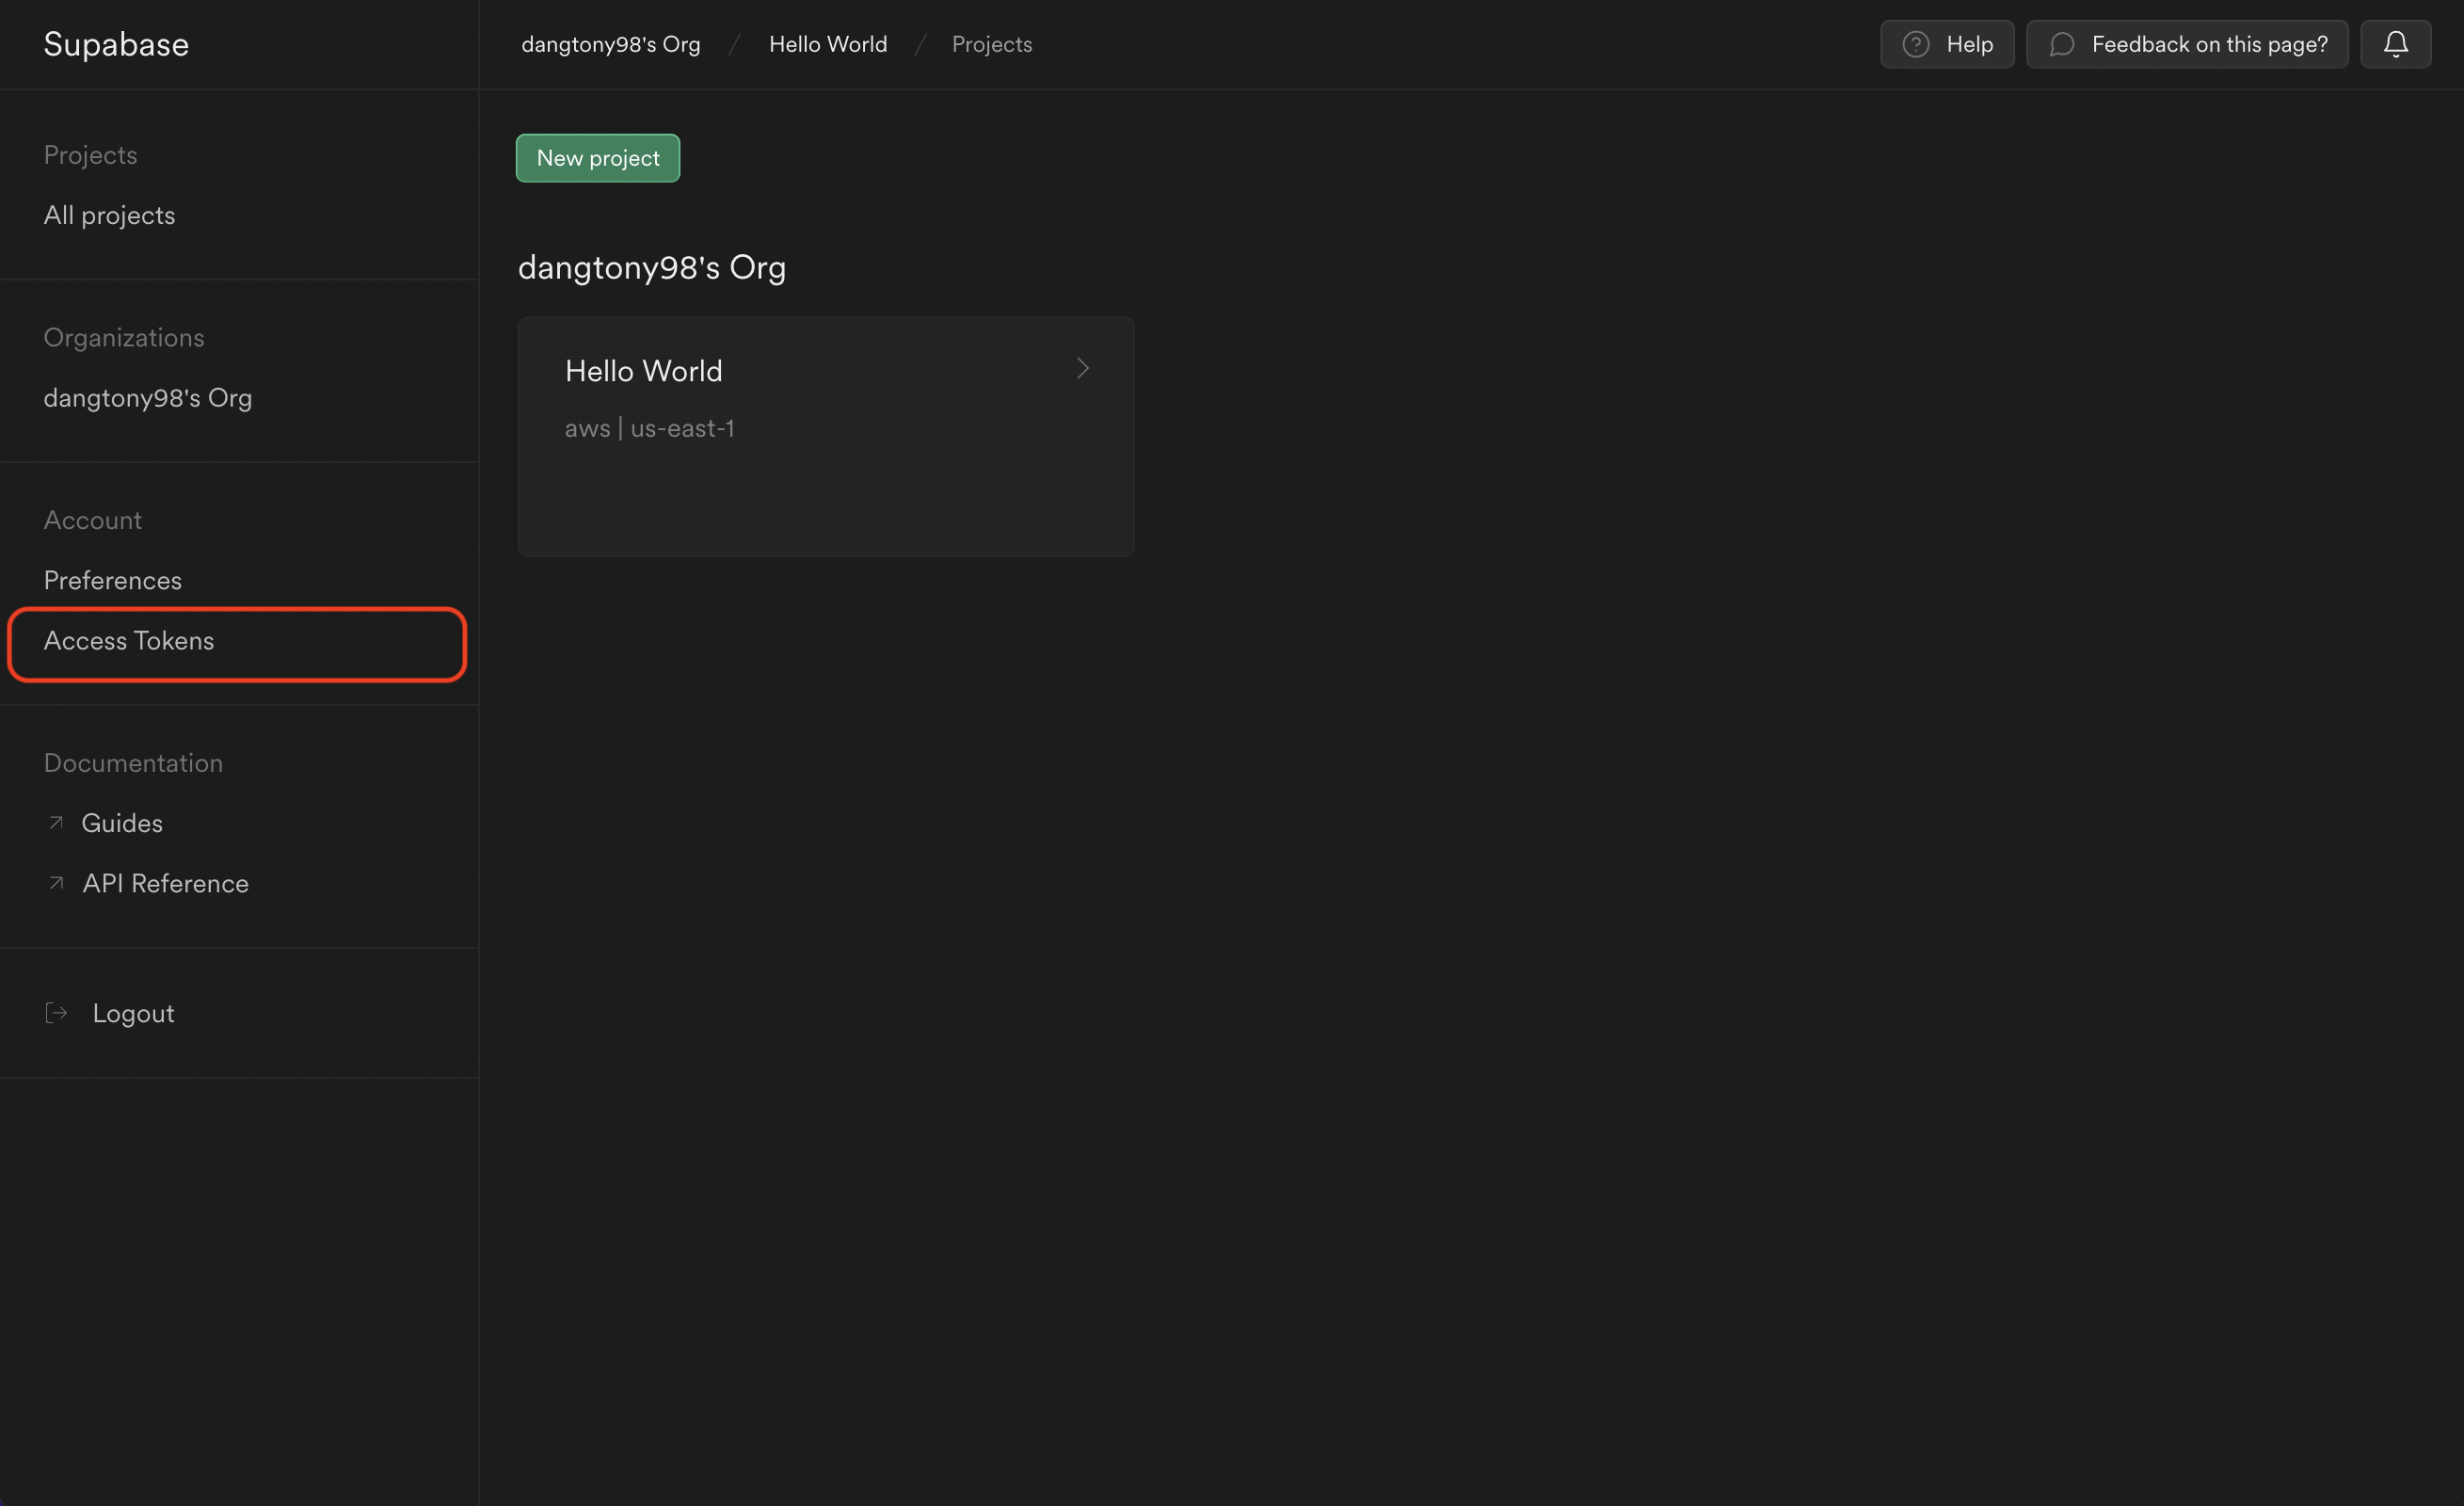 Supabase
dangtony98's Org / Hello World / Projects
Help
Feedback on this page?
Projects
All projects
Organizations
dangtony98's Org
Account
Preferences
Access Tokens
Documentation
Guides
API Reference
Logout
New project
dangtony98's Org
Hello World
aws | us-east-1